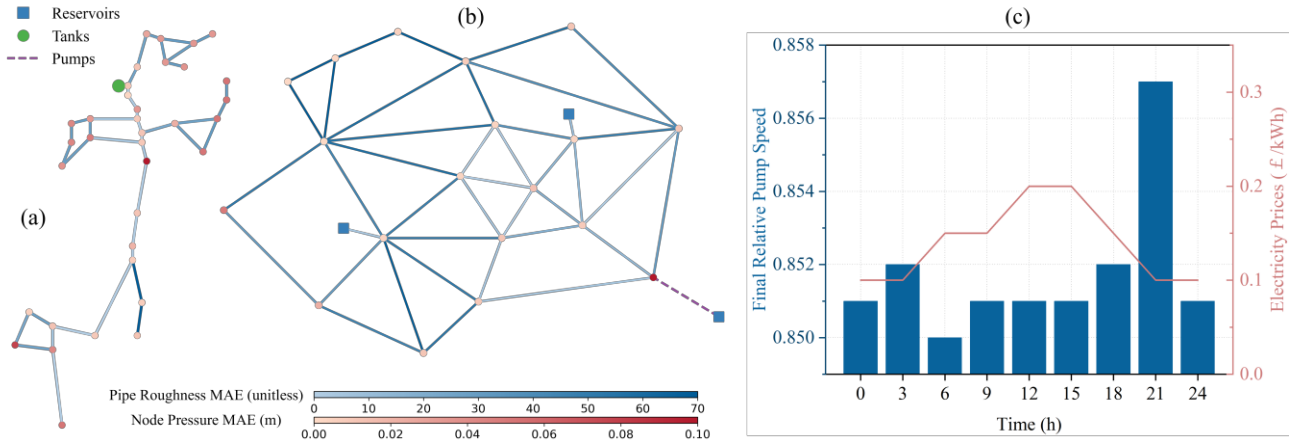 Reservoirs
Tanks
Pumps
(a)
(b)
Pipe Roughness MAE (unitless)
0 10 20 30 40 50 60 70
Node Pressure MAE (m)
0.00 0.02 0.04 0.06 0.08 0.10
(c)
Final Relative Pump Speed
0.858
0.856
0.854
0.852
0.850
0 3 6 9 12 15 18 21 24
Time (h)
0.3
0.2
0.1
0.0
Electricity Prices (£/kWh)